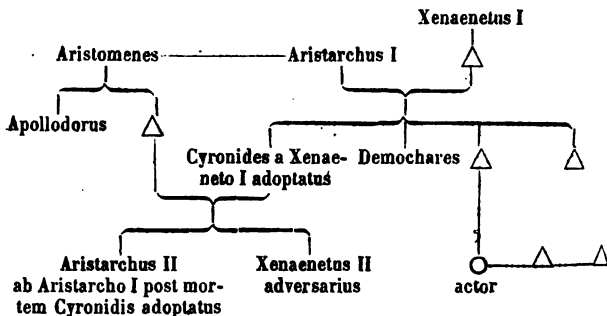 Xenaenetus I
Aristomenes
Aristarchus I
Apollodorus
Cyronides a Xenae-
neto I adoptatus
Demochares
Aristarchus II
ab Aristarcho I post mor-
tem Cyronidis adoptatus
Xenaenetus II
adversarius
actor